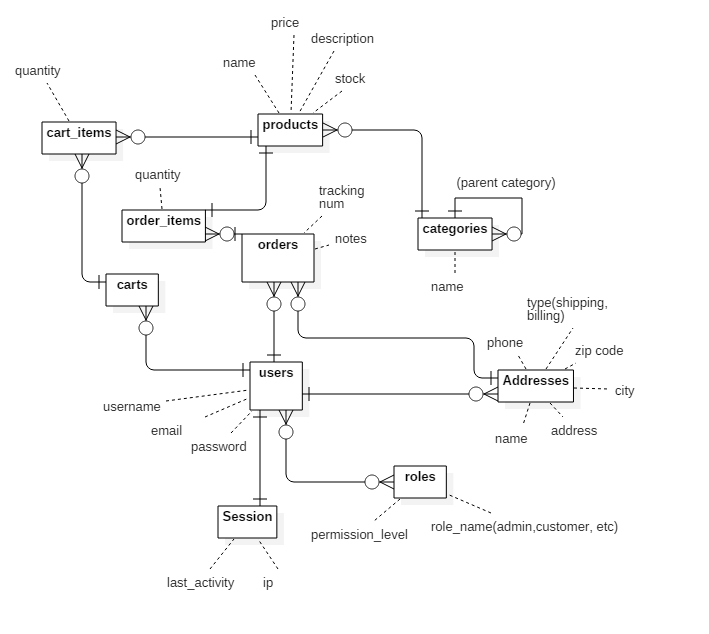 price
description
name
stock
quantity
products
cart_items
quantity
(parent category)
tracking
num
order_items
categories
orders
notes
carts
name
type(shipping,
billing)
phone
zip code
users
Addresses
city
username
email
address
name
password
roles
Session
role_name(admin,customer, etc)
permission_level
last_activity
ip